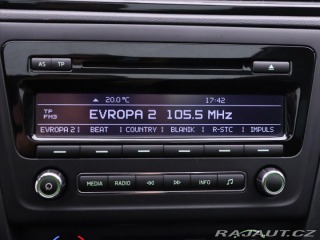 AS TP
20.0°C 17:42
TP
FM3
EVROPA 2 105.5 MHz
EVROPA 2 | BEAT | COUNTRY | BLANIK | R-STC | IMPULS
MEDIA RADIO INFO
RAJAUT.CZ